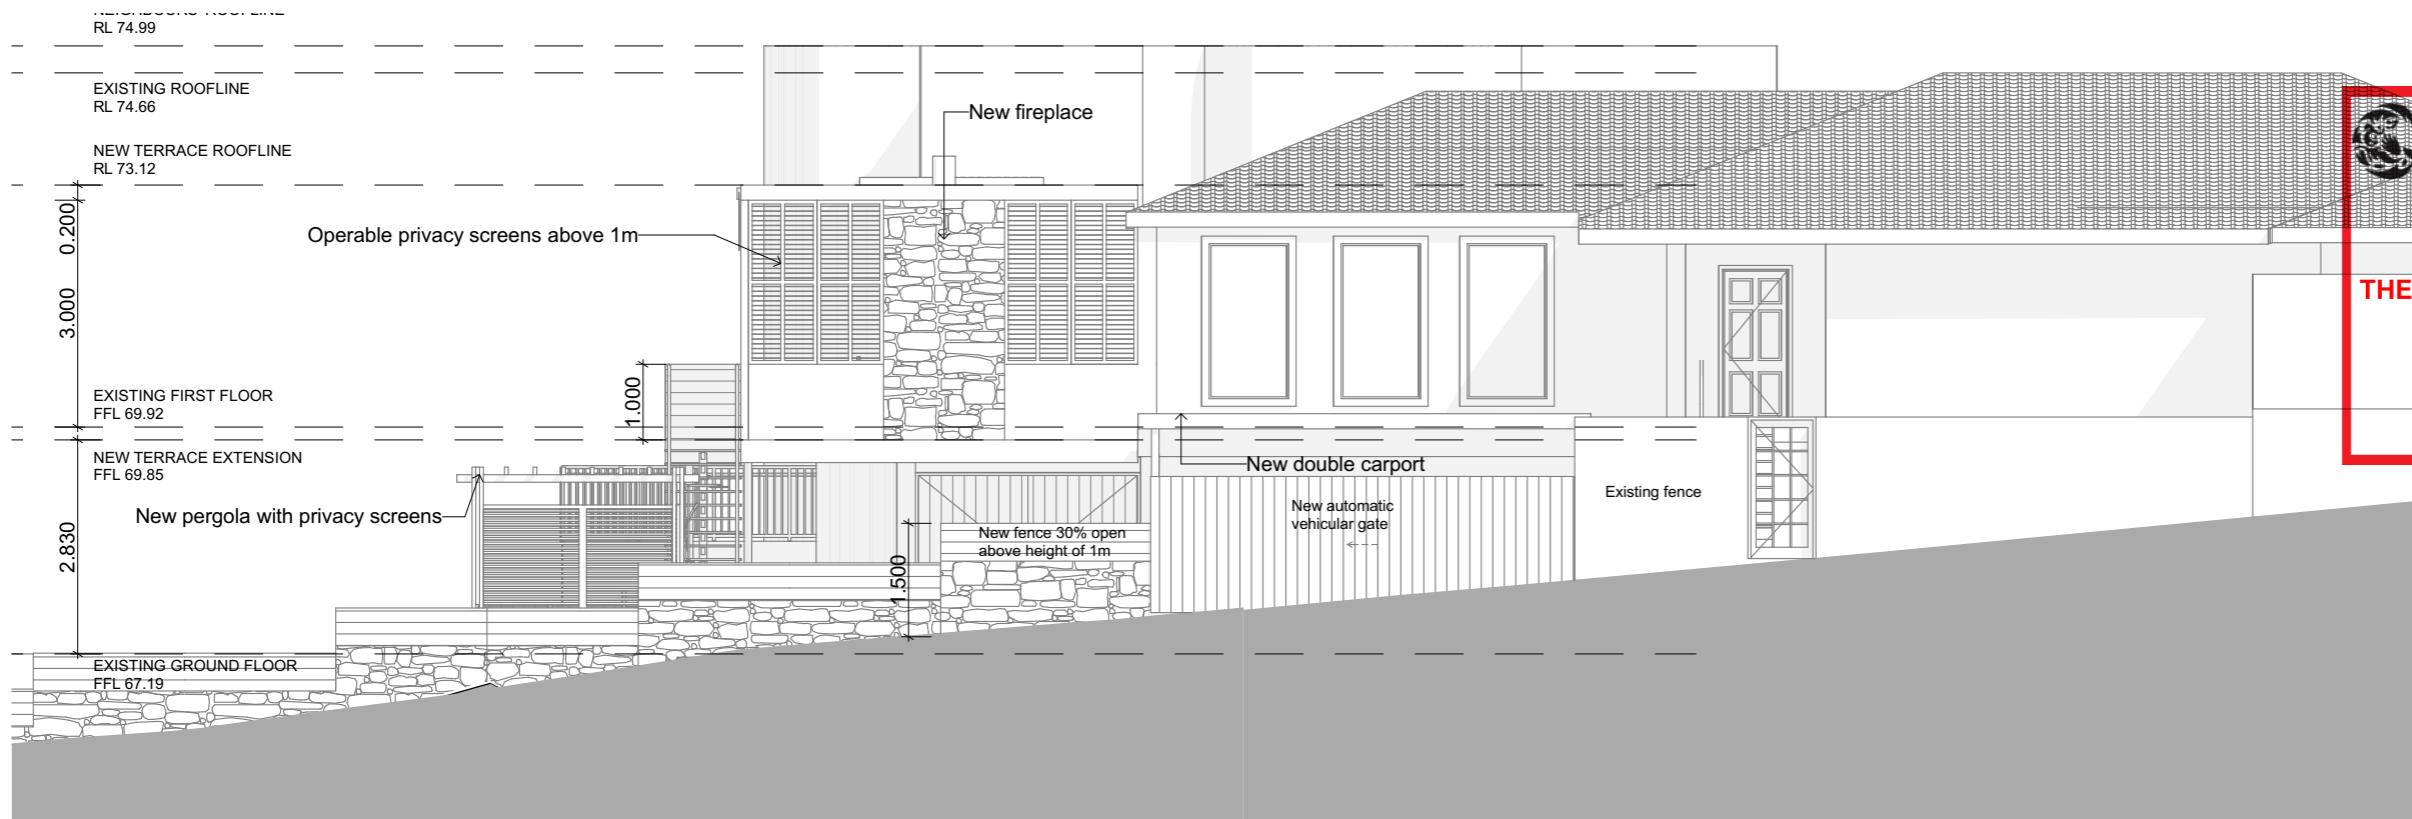 NEIGHBOURS ROOFLINE
RL 74.99
EXISTING ROOFLINE
RL 74.66
New fireplace
NEW TERRACE ROOFLINE
RL 73.12
0.200
Operable privacy screens above 1m
THE
3.000
EXISTING FIRST FLOOR
FFL 69.92
1.000
NEW TERRACE EXTENSION
FFL 69.85
New double carport
Existing fence
New pergola with privacy screens
New automatic
vehicular gate
New fence 30% open
above height of 1m
2.830
1.500
EXISTING GROUND FLOOR
FFL 67.19